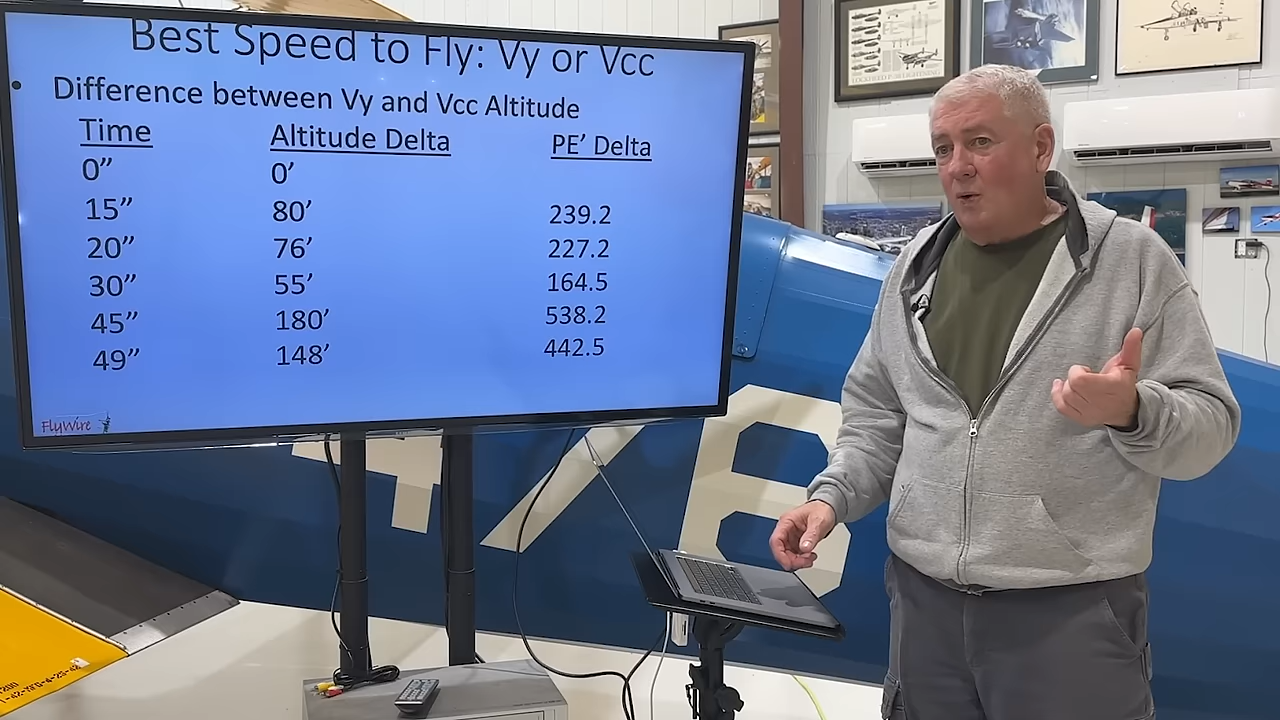 Best Speed to Fly: Vy or Vcc
Difference between Vy and Vcc Altitude
Time Altitude Delta PE’ Delta
0” 0’
15” 80’ 239.2
20” 76’ 227.2
30” 55’ 164.5
45” 180’ 538.2
49” 148’ 442.5
FlyWire
478